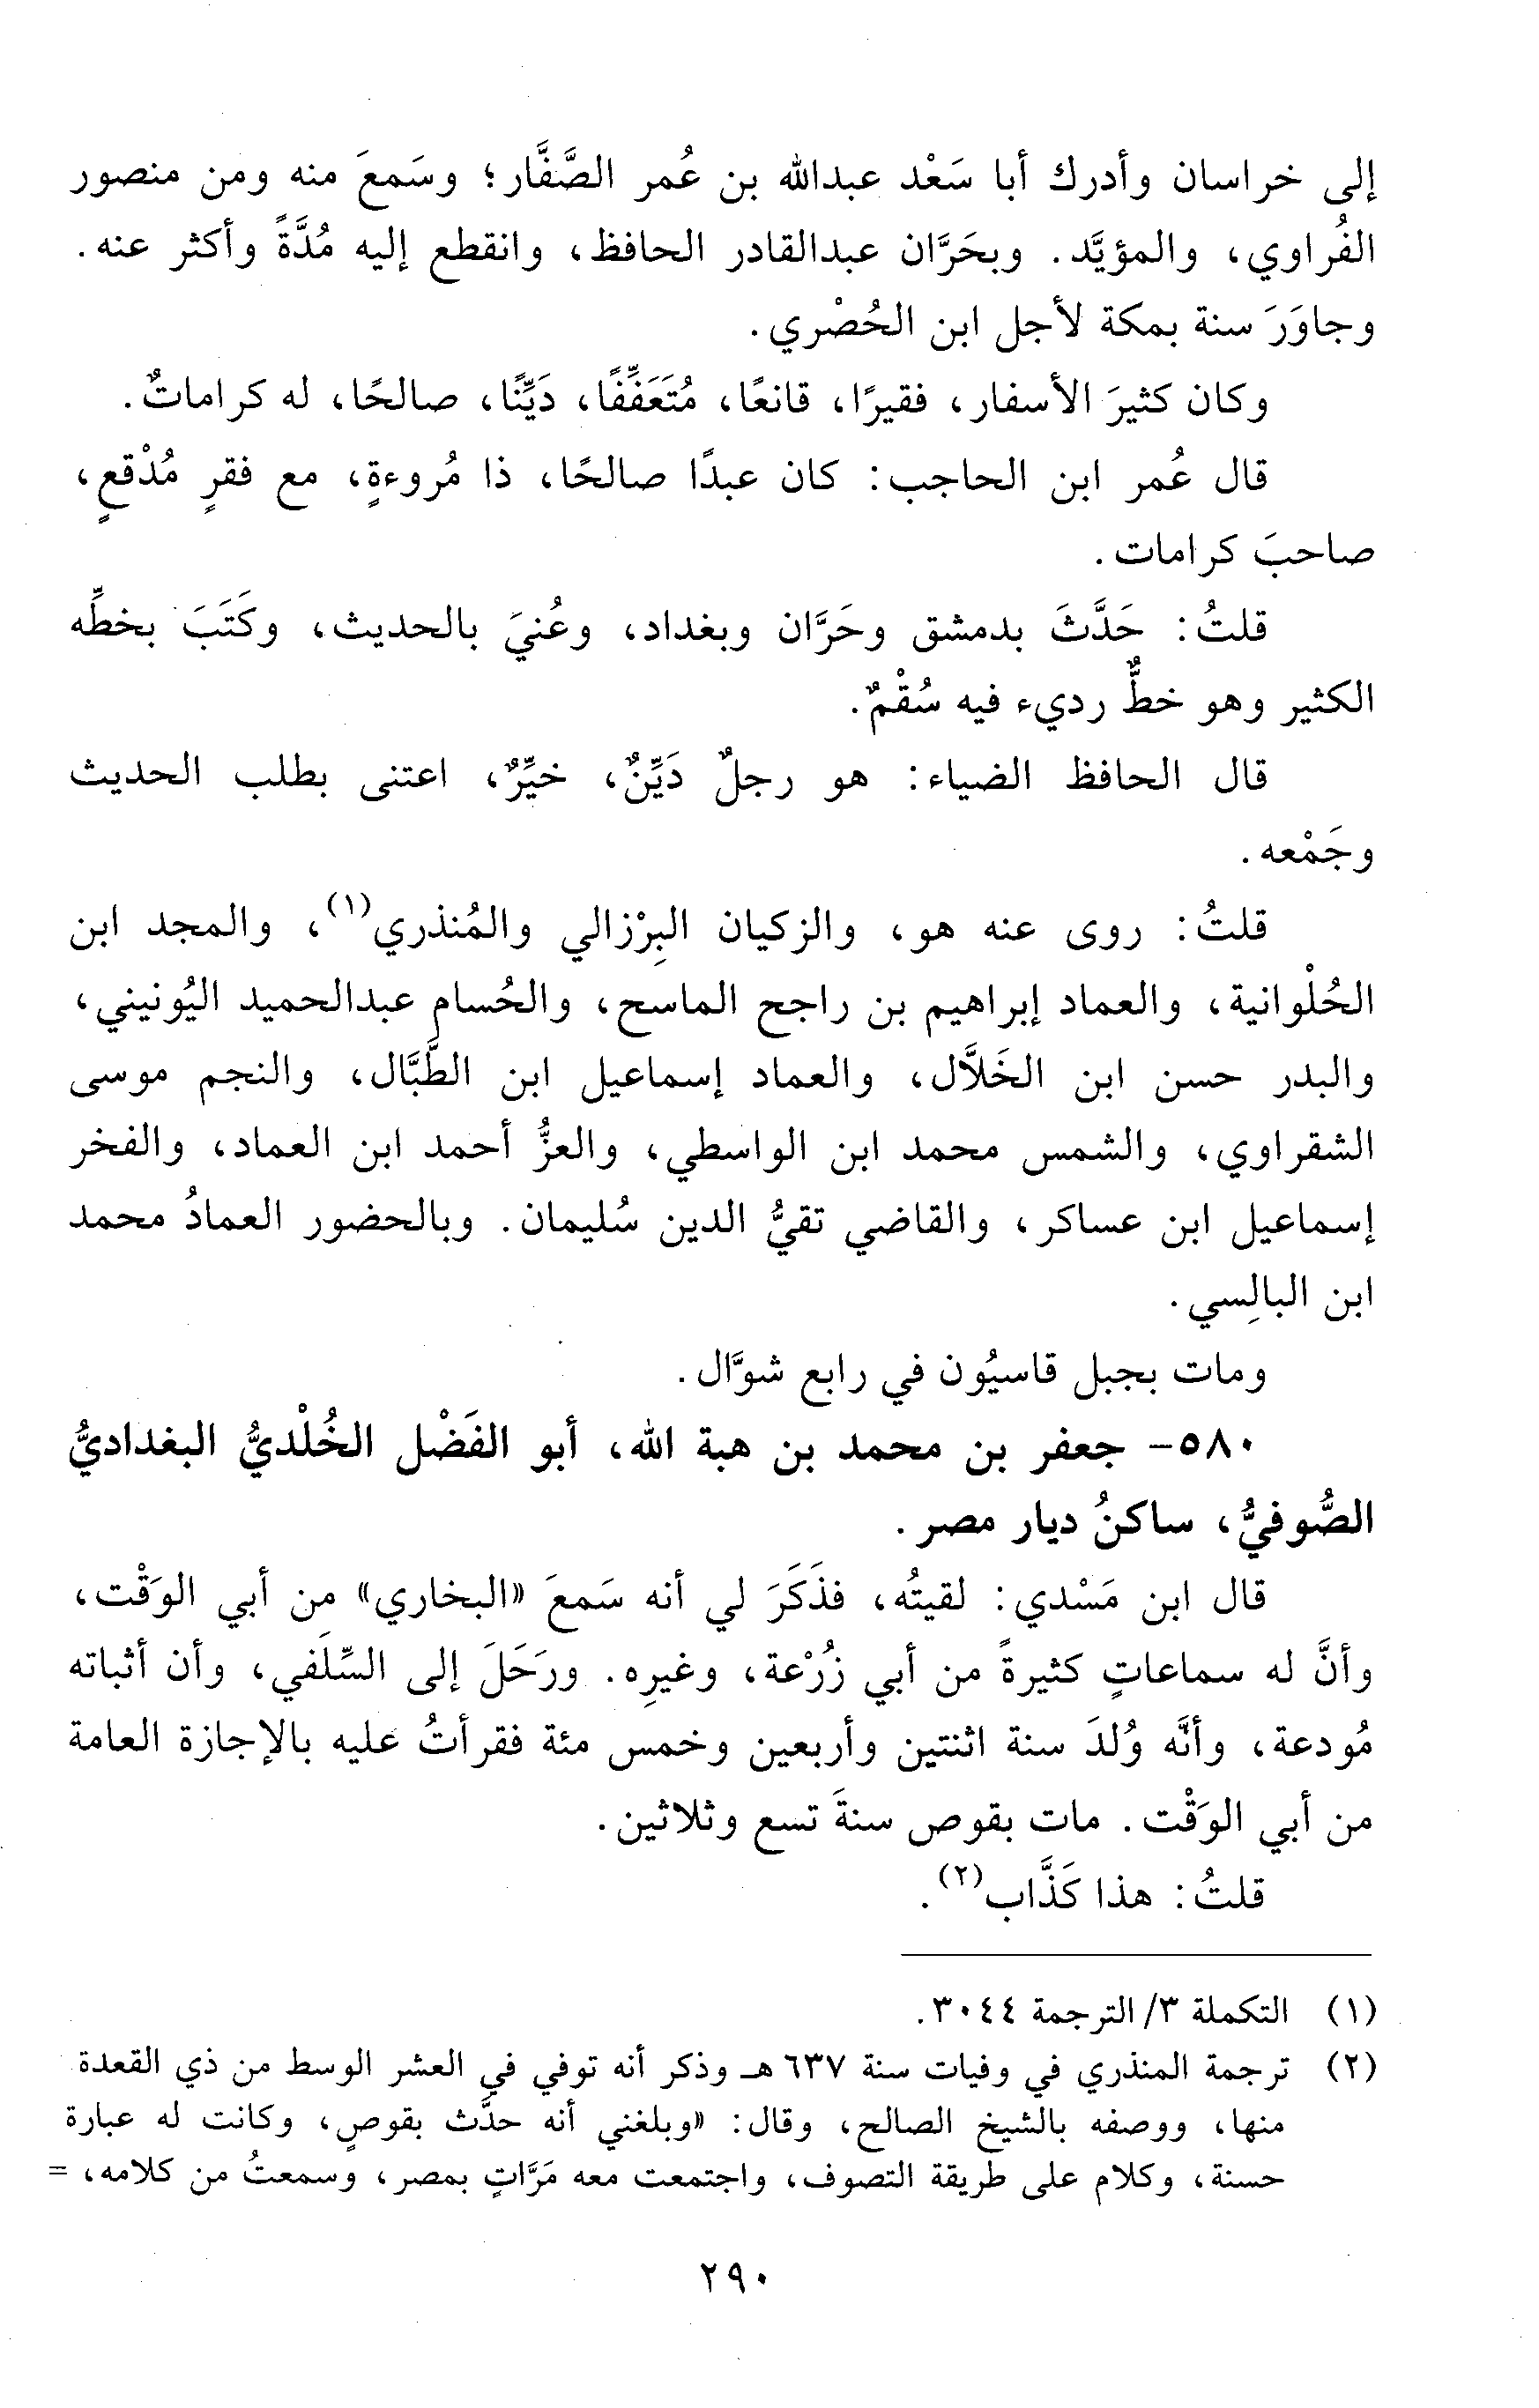 إلى خراسان وأدرك أبا سَعْد عبدالله بن عُمر الصَّفَّار؛ وسَمعَ منه ومن منصور
الفُراوي، والمؤيَّد. وبحَرَّان عبدالقادر الحافظ، وانقطع إليه مُدَّةً وأكثر عنه.
وجاوَرَ سنة بمكة لأجل ابن الحُصْري.
وكان كثيرَ الأسفار، فقيرًا، قانعًا، مُتَعَفِّفًا، دَيِّنًا، صالحًا، له كراماتٌ.
قال عُمر ابن الحاجب: كان عبدًا صالحًا، ذا مُروءةٍ، مع فقرٍ مُدْقعٍ،
صاحبَ كرامات.
قلتُ: حَدَّثَ بدمشق وحَرَّان وبغداد، وعُنيَ بالحديث، وكَتَبَ بخطِّه
الكثير وهو خطٌّ رديء فيه سُقْمٌ.
قال الحافظ الضياء: هو رجلٌ دَيِّنٌ، خيِّرٌ، اعتنى بطلب الحديث
وجَمْعه.
قلتُ: روى عنه هو، والزكيان البِرْزالي والمُنذري(١)، والمجد ابن
الحُلْوانية، والعماد إبراهيم بن راجح الماسح، والحُسام عبدالحميد اليُونيني،
والبدر حسن ابن الخَلاَّل، والعماد إسماعيل ابن الطَّبَّال، والنجم موسى
الشقراوي، والشمس محمد ابن الواسطي، والعزُّ أحمد ابن العماد، والفخر
إسماعيل ابن عساكر، والقاضي تقيُّ الدين سُليمان. وبالحضور العمادُ محمد
ابن البالِسي.
ومات بجبل قاسيُون في رابع شوَّال.
٥٨٠- جعفر بن محمد بن هبة الله، أبو الفَضْل الخُلْديُّ البغداديُّ
الصُّوفيُّ، ساكنُ ديار مصر.
قال ابن مَسْدي: لقيتُه، فذَكَرَ لي أنه سَمعَ «البخاري» من أبي الوَقْت،
وأنَّ له سماعاتٍ كثيرةً من أبي زُرْعة، وغيرِه. ورَحَلَ إلى السِّلَفي، وأن أثباته
مُودعة، وأنَّه وُلدَ سنة اثنتين وأربعين وخمس مئة فقرأتُ عليه بالإجازة العامة
من أبي الوَقْت. مات بقوص سنةَ تسع وثلاثين.
قلتُ: هذا كَذَّاب(٢).
(١) التكملة ٣/ الترجمة ٣٠٤٤.
(٢) ترجمة المنذري في وفيات سنة ٦٣٧ هـ وذكر أنه توفي في العشر الوسط من ذي القعدة
منها، ووصفه بالشيخ الصالح، وقال: «وبلغني أنه حدَّث بقوصٍ، وكانت له عبارة
حسنة، وكلام على طريقة التصوف، واجتمعت معه مَرَّاتٍ بمصر، وسمعتُ من كلامه، =
٢٩٠